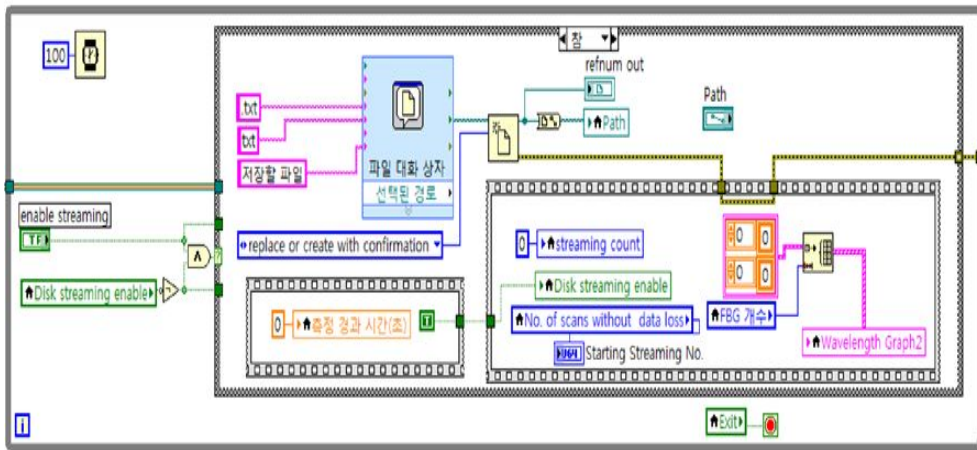 100
참
refnum out
.txt
txt
저장할 파일
파일 대화 상자
선택된 경로
Path
Path
enable streaming
TF
replace or create with confirmation
Disk streaming enable
0
streaming count
Disk streaming enable
0
측정 경과 시간(초)
T
No. of scans without data loss
Starting Streaming No.
0
0
0
0
FBG 개수
Wavelength Graph2
i
Exit